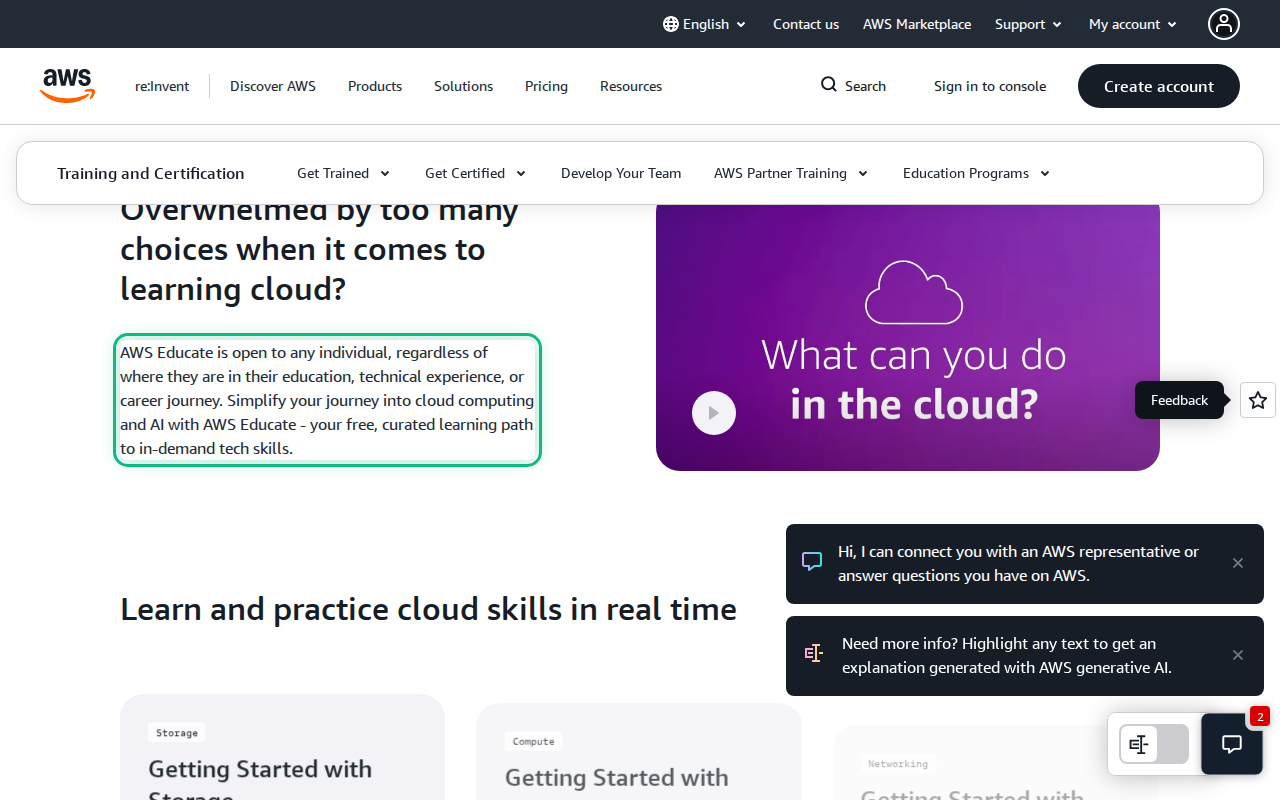 English
Contact us
AWS Marketplace
Support
My account
aws
re:Invent
Discover AWS
Products
Solutions
Pricing
Resources
Search
Sign in to console
Create account
Training and Certification
Get Trained
Get Certified
Develop Your Team
AWS Partner Training
Education Programs
Overwhelmed by too many
choices when it comes to
learning cloud?
AWS Educate is open to any individual, regardless of
where they are in their education, technical experience, or
career journey. Simplify your journey into cloud computing
and AI with AWS Educate - your free, curated learning path
to in-demand tech skills.
What can you do
in the cloud?
Feedback
Hi, I can connect you with an AWS representative or
answer questions you have on AWS.
Need more info? Highlight any text to get an
explanation generated with AWS generative AI.
2
Learn and practice cloud skills in real time
Storage
Getting Started with
Storage
Compute
Getting Started with
Networking
Getting Started with